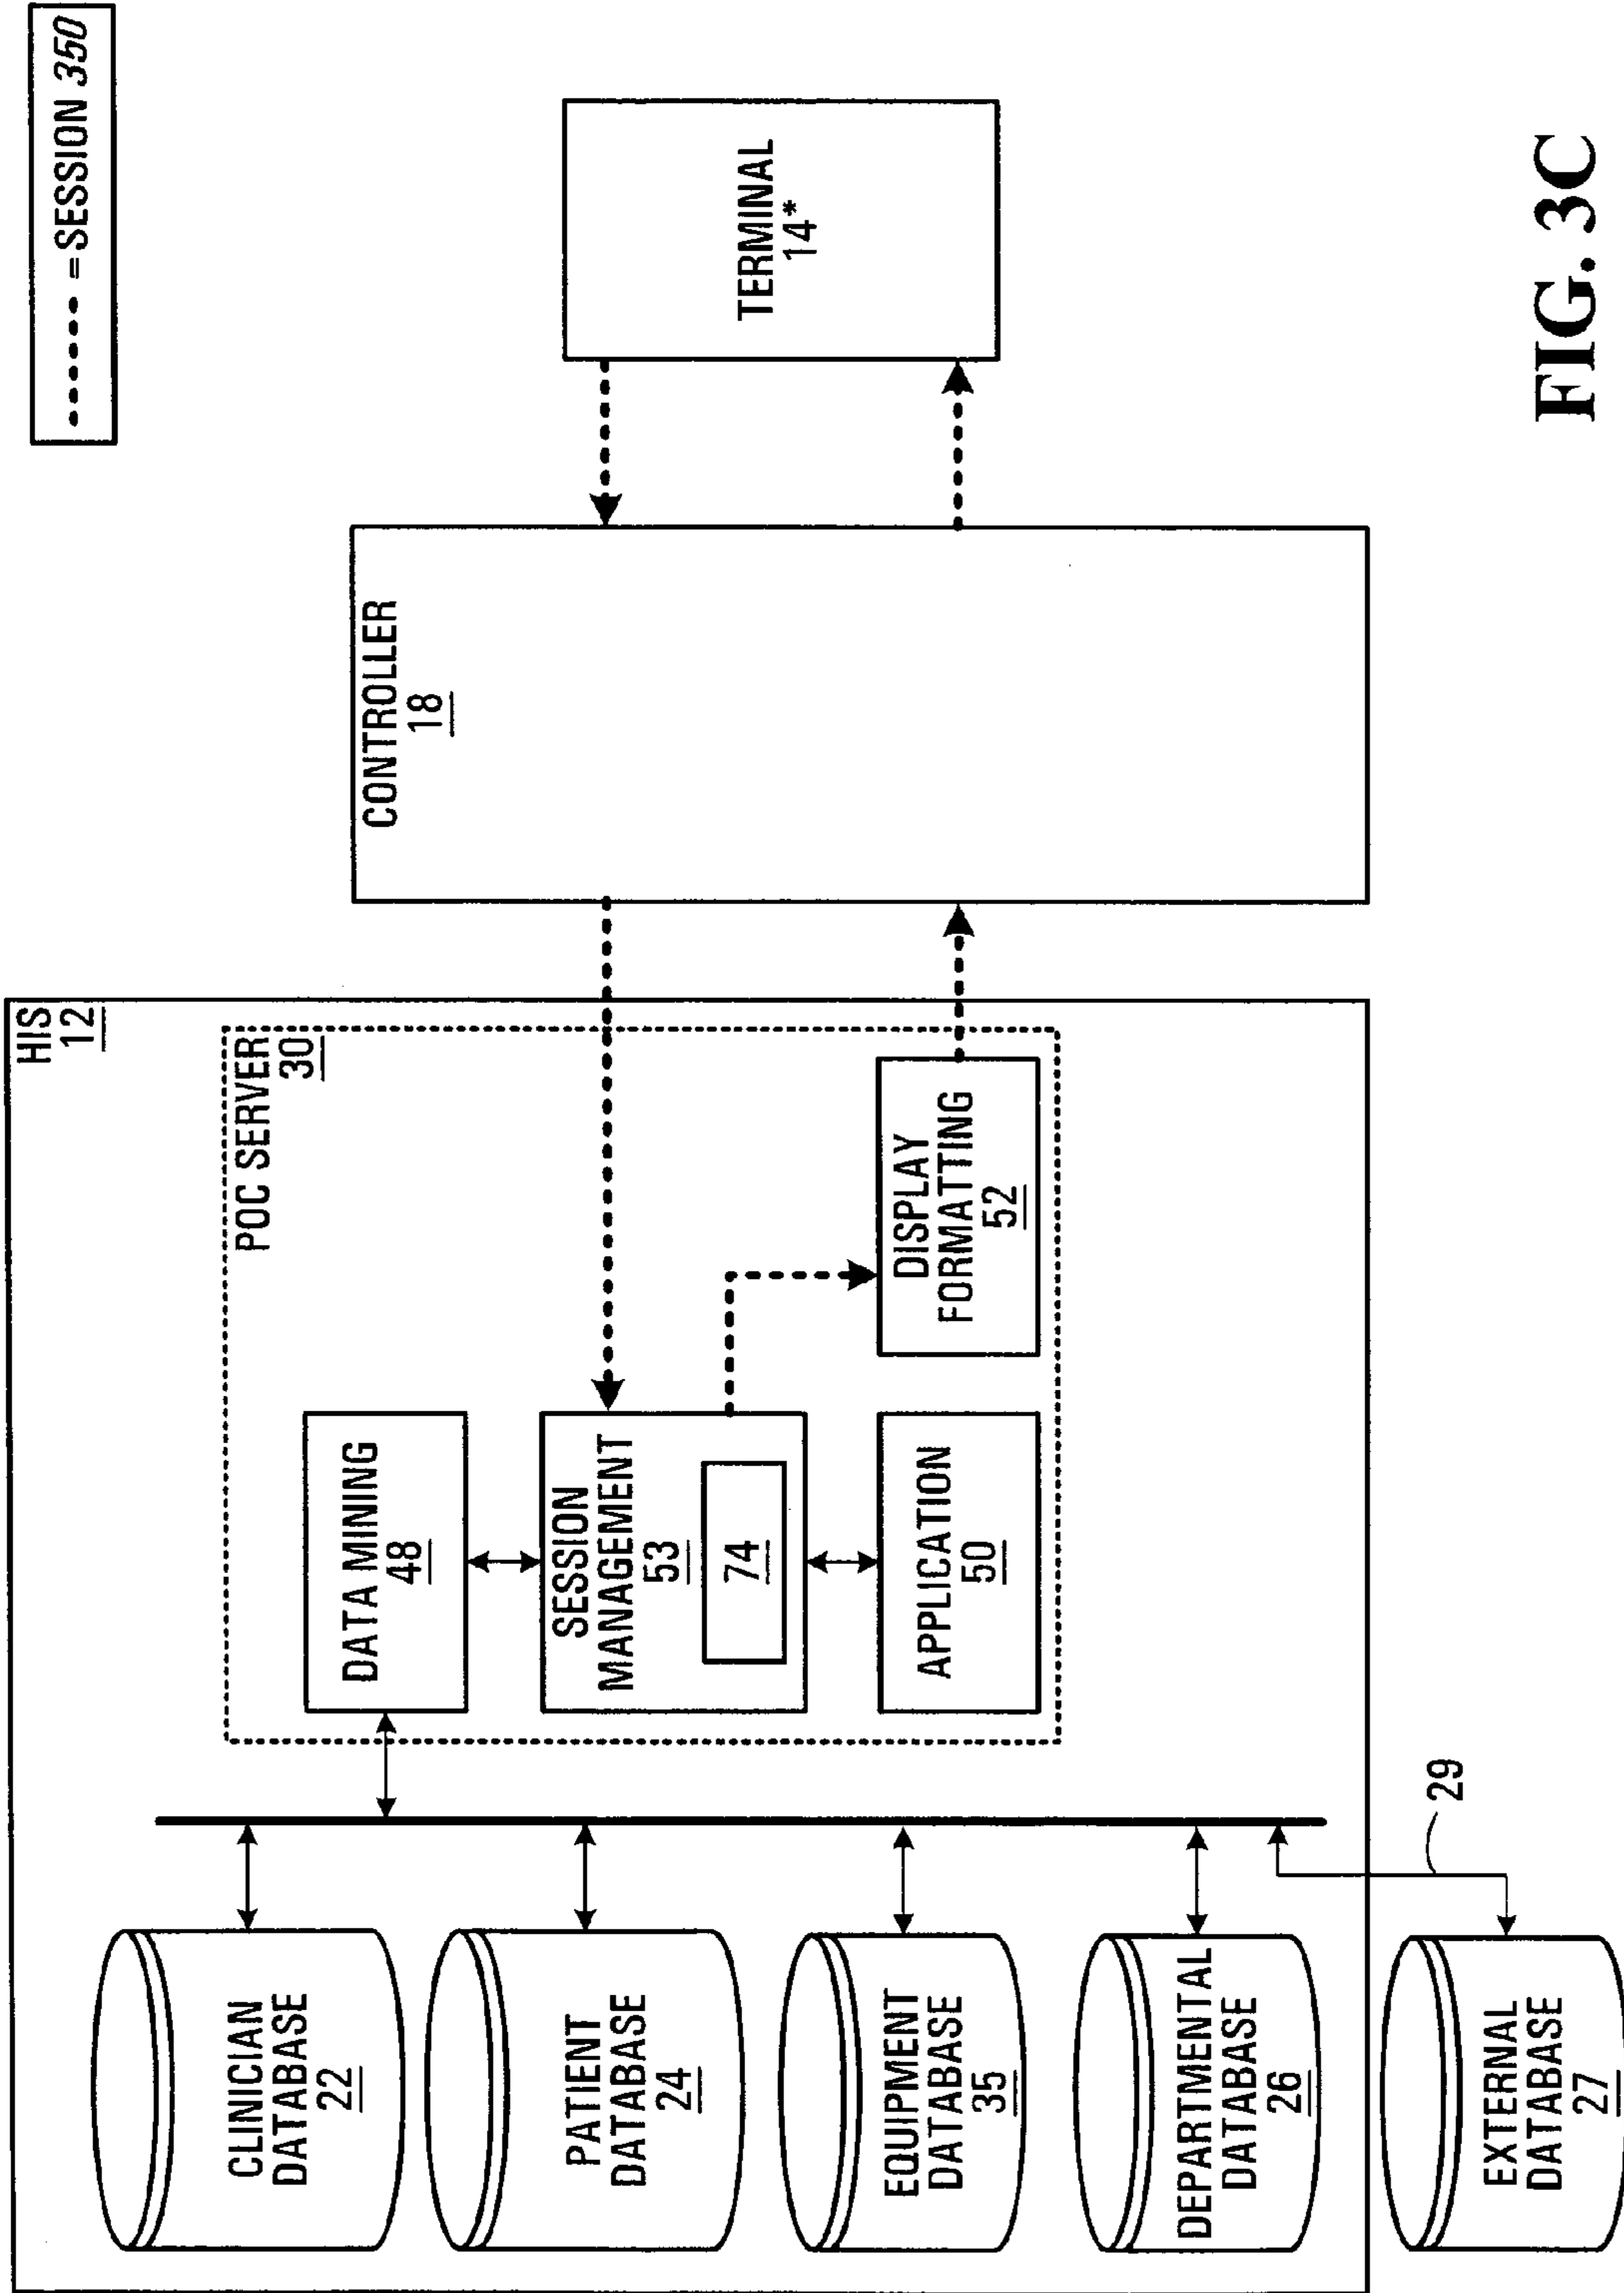 ---- = SESSION 350
HIS
12
POC SERVER
30
CLINICIAN
DATABASE
22
PATIENT
DATABASE
24
EQUIPMENT
DATABASE
35
DEPARTMENTAL
DATABASE
26
EXTERNAL
DATABASE
27
29
DATA MINING
48
SESSION
MANAGEMENT
53
74
APPLICATION
50
DISPLAY
FORMATTING
52
CONTROLLER
18
TERMINAL
14*
FIG. 3C